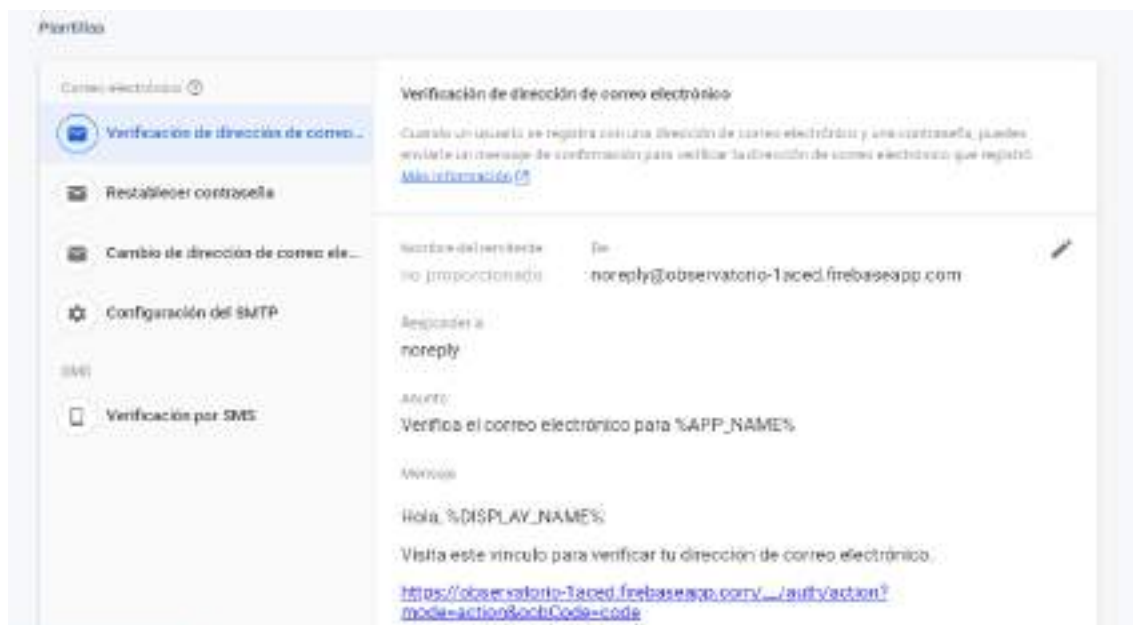 Plantillas
Correo electrónico
Verificación de dirección de correo...
Restablecer contraseña
Cambio de dirección de correo ele...
Configuración del SMTP
SMS
Verificación por SMS
Verificación de dirección de correo electrónico
Cuando un usuario se registra con una dirección de correo electrónico y una contraseña, puedes
enviarle un mensaje de confirmación para verificar la dirección de correo electrónico que registró.
Más información
Nombre del remitente
no proporcionado
De
noreply@observatorio-1aced.firebaseapp.com
Responder a
noreply
Asunto
Verifica el correo electrónico para %APP_NAME%
Mensaje
Hola, %DISPLAY_NAME%:
Visita este vínculo para verificar tu dirección de correo electrónico.
https://observatorio-1aced.firebaseapp.com/__/auth/action?
mode=action&oobCode=code